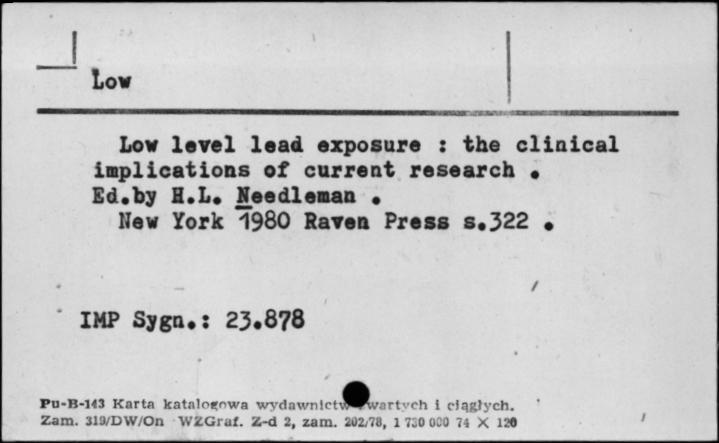 Low
Low level lead exposure : the clinical
implications of current research .
Ed.by H.L. Needleman .
New York 1980 Raven Press s.322 .
IMP Sygn.: 23.878
Pu-B-143 Karta katalogowa wydawnictw zwartych i ciągłych.
Zam. 319/DW/On WZGraf. Z-d 2, zam. 202/78, 1 730 000 74 X 120